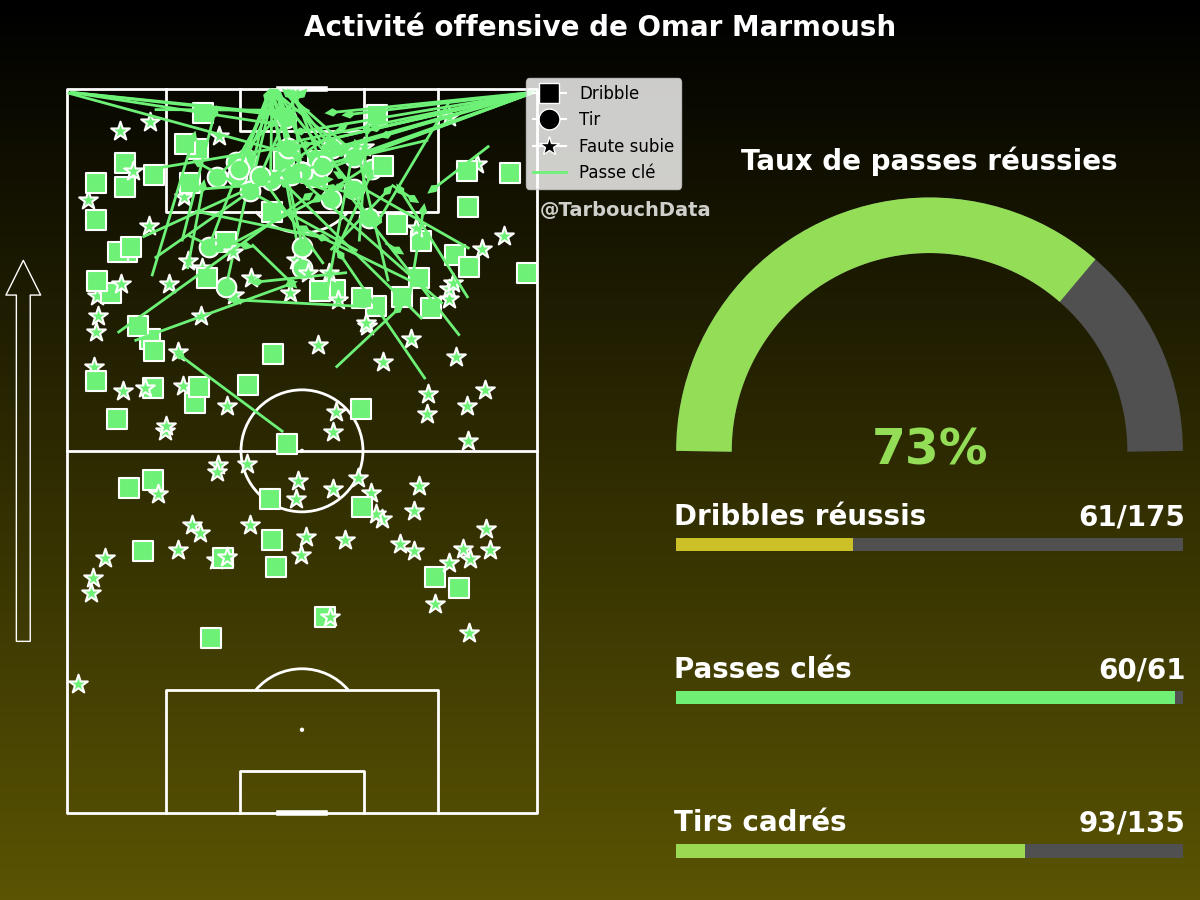 Activité offensive de Omar Marmoush
Dribble
Tir
Faute subie
Passe clé
@TarbouchData
Taux de passes réussies
73%
Dribbles réussis 61/175
Passes clés 60/61
Tirs cadrés 93/135